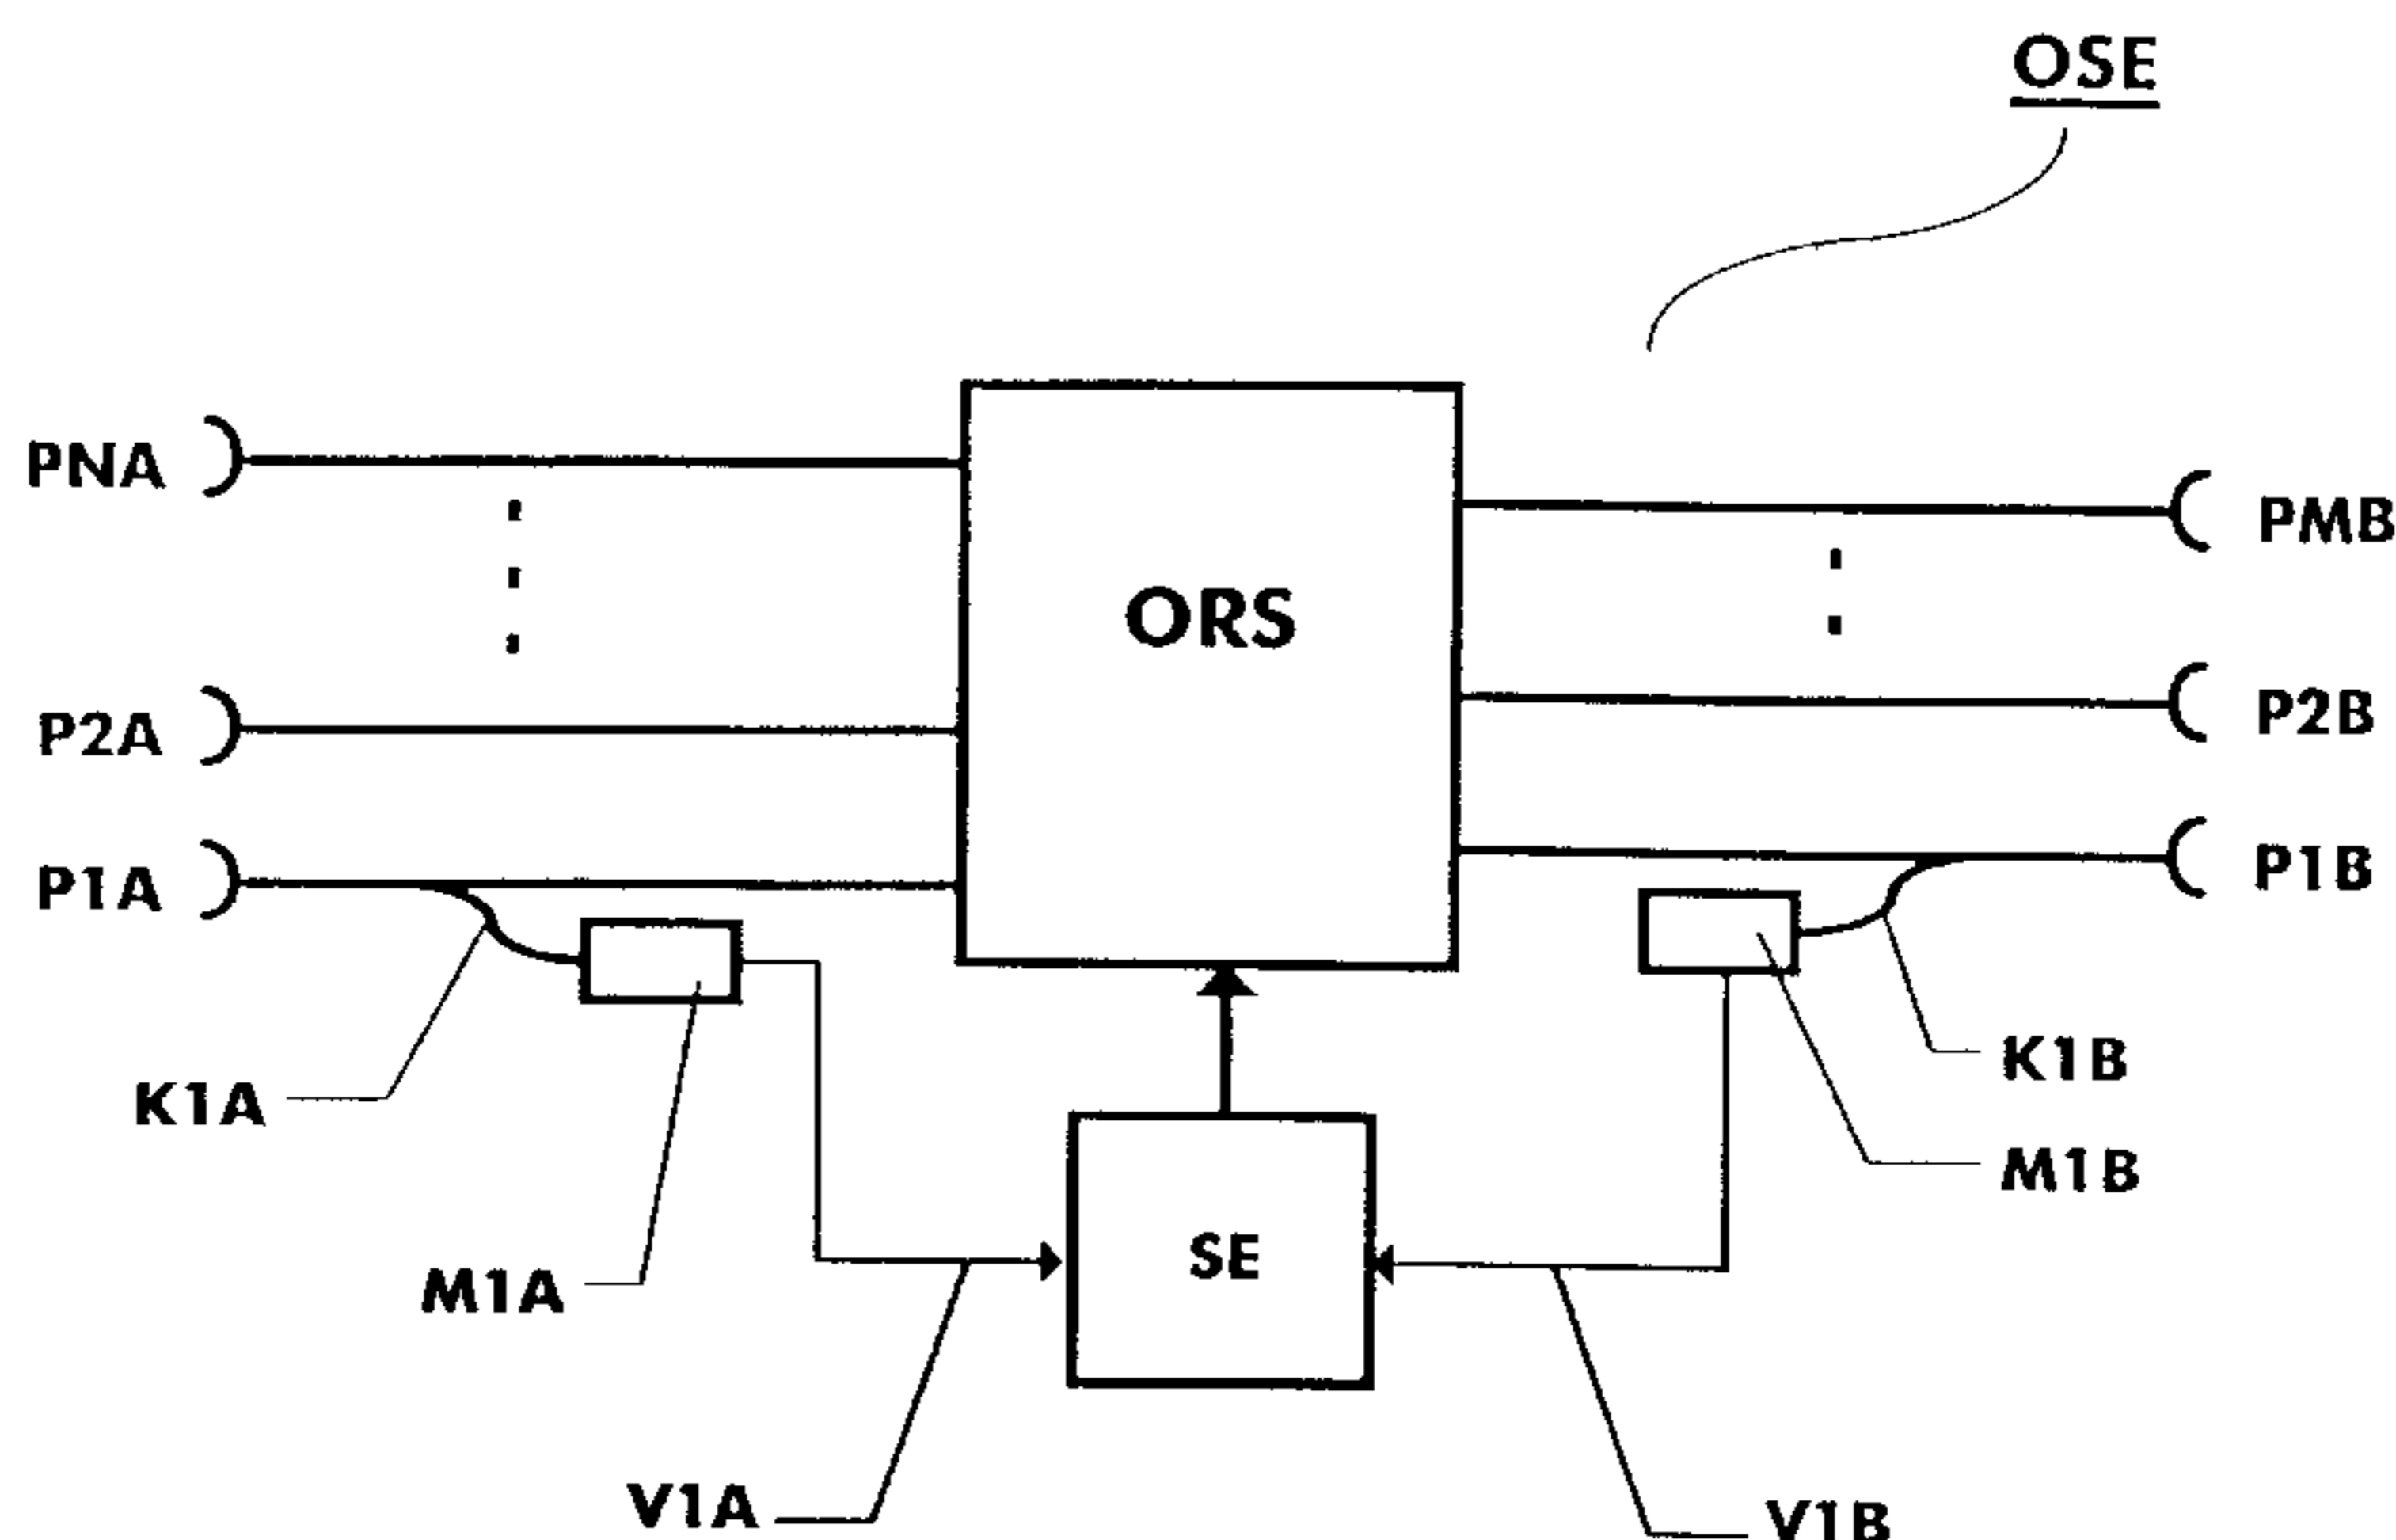 OSE
PNA
PMB
ORS
P2A
P2B
P1A
P1B
K1A
K1B
M1B
M1A
SE
V1A
V1B